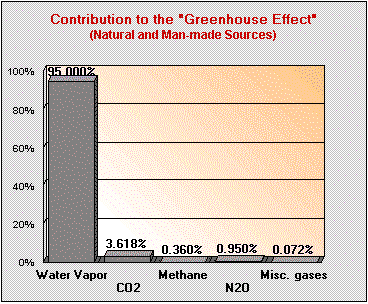 Contribution to the "Greenhouse Effect"
(Natural and Man-made Sources)
100%
80%
60%
40%
20%
0%
95.000%
3.618%
0.360%
0.950%
0.072%
Water Vapor
CO2
Methane
N2O
Misc. gases